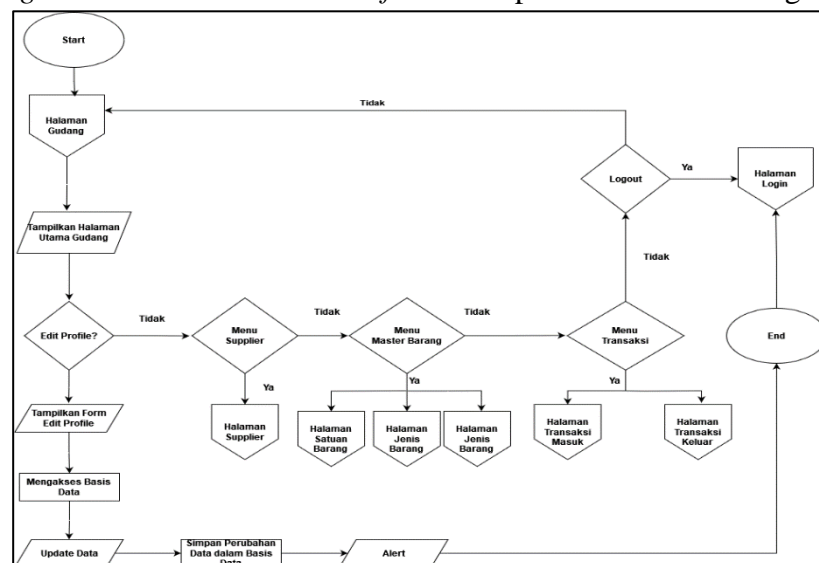 Start
Tidak
Halaman
Gudang
Logout
Ya
Halaman
Login
Tampilkan Halaman
Utama Gudang
Tidak
Edit Profile?
Tidak
Menu
Supplier
Tidak
Menu
Master Barang
Tidak
Menu
Transaksi
End
Ya
Ya
Ya
Tampilkan Form
Edit Profile
Halaman
Supplier
Halaman
Satuan
Barang
Halaman
Jenis
Barang
Halaman
Jenis
Barang
Halaman
Transaksi
Masuk
Halaman
Transaksi
Keluar
Mengakses Basis
Data
Update Data
Simpan Perubahan
Data dalam Basis
Data
Alert